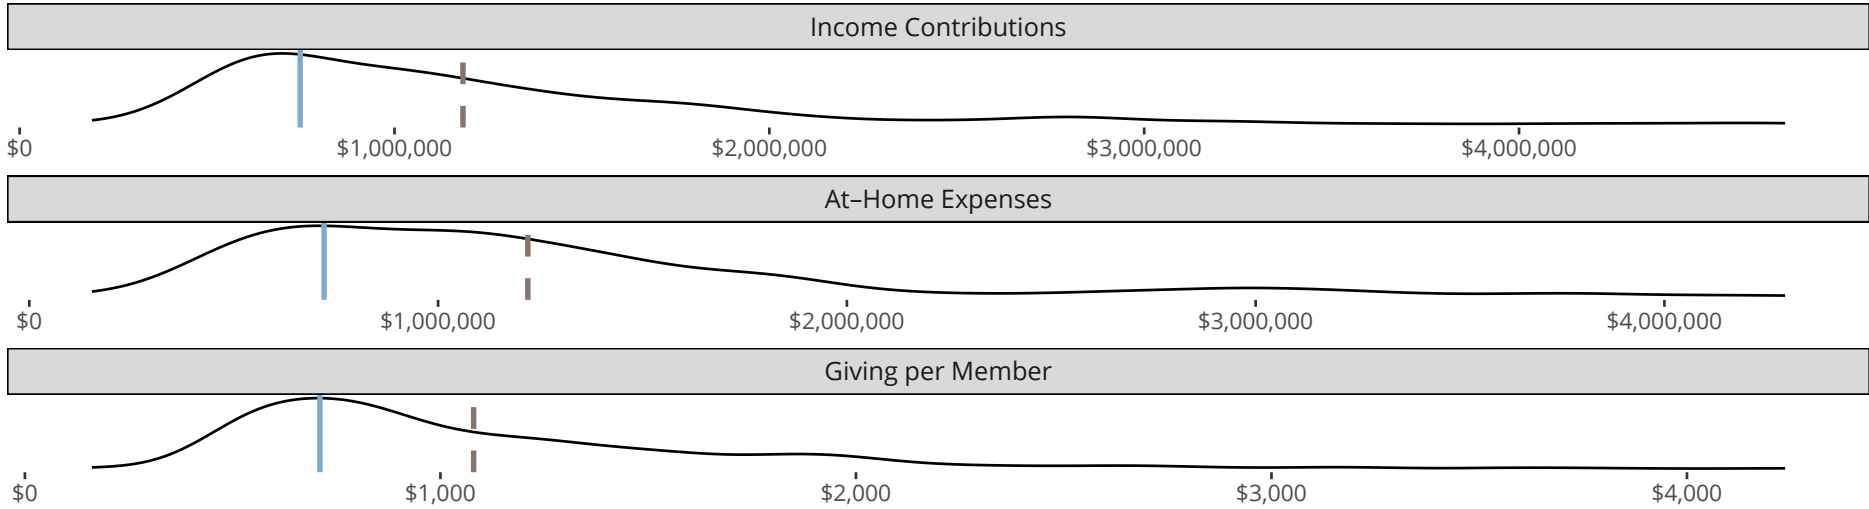 Income Contributions
$0 $1,000,000 $2,000,000 $3,000,000 $4,000,000
At–Home Expenses
$0 $1,000,000 $2,000,000 $3,000,000 $4,000,000
Giving per Member
$0 $1,000 $2,000 $3,000 $4,000